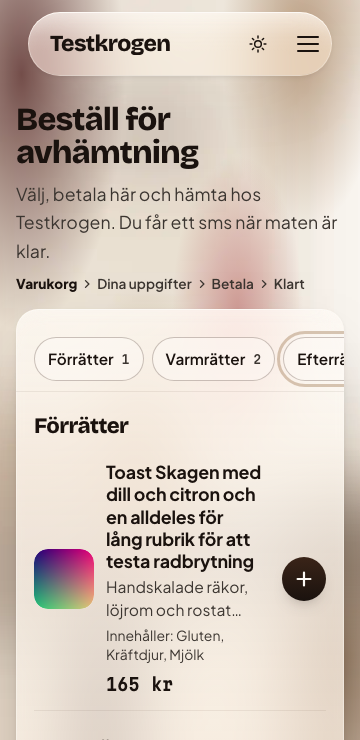 Testkrogen
Beställ för
avhämtning
Välj, betala här och hämta hos
Testkrogen. Du får ett sms när maten är
klar.
Varukorg > Dina uppgifter > Betala > Klart
Förrätter 1
Varmrätter 2
Förrätter
Toast Skagen med
dill och citron och
en alldeles för
lång rubrik för att
testa radbrytning
Handskalade räkor,
löjrom och rostat…
Innehåller: Gluten,
Kräftdjur, Mjölk
165 kr